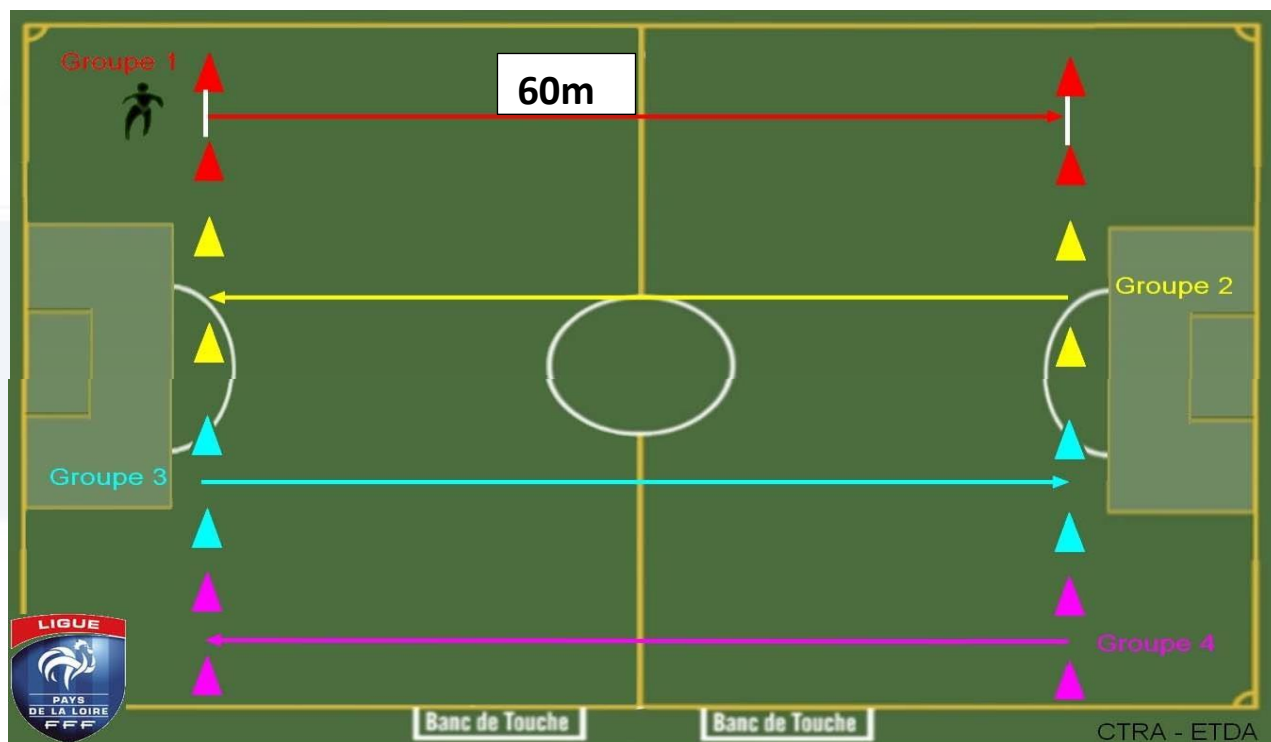 Groupe 1
60m
Groupe 2
Groupe 3
Groupe 4
LIGUE
PAYS
DE LA LOIRE
FFF
Banc de Touche
Banc de Touche
CTRA - ETDA